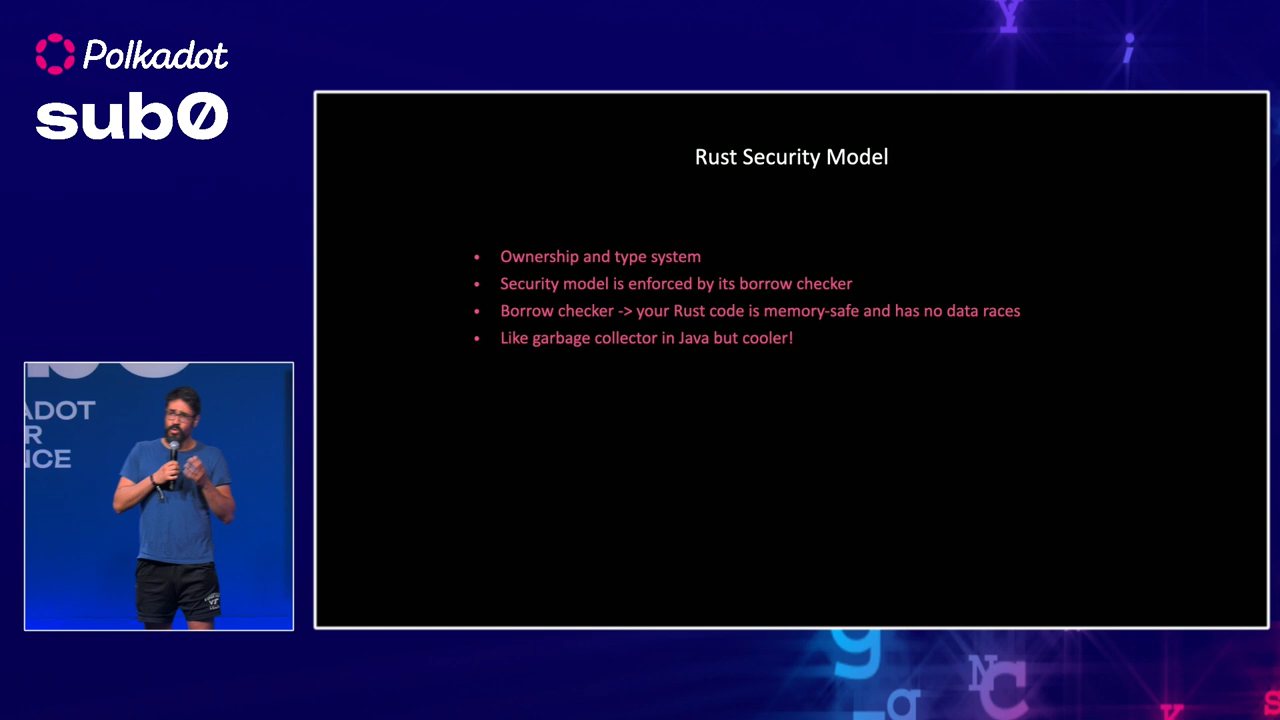 Polkadot
sub0
Rust Security Model
• Ownership and type system
• Security model is enforced by its borrow checker
• Borrow checker -> your Rust code is memory-safe and has no data races
• Like garbage collector in Java but cooler!
ADOT
R
NCE
Y
i
g
N
C
a
K
s